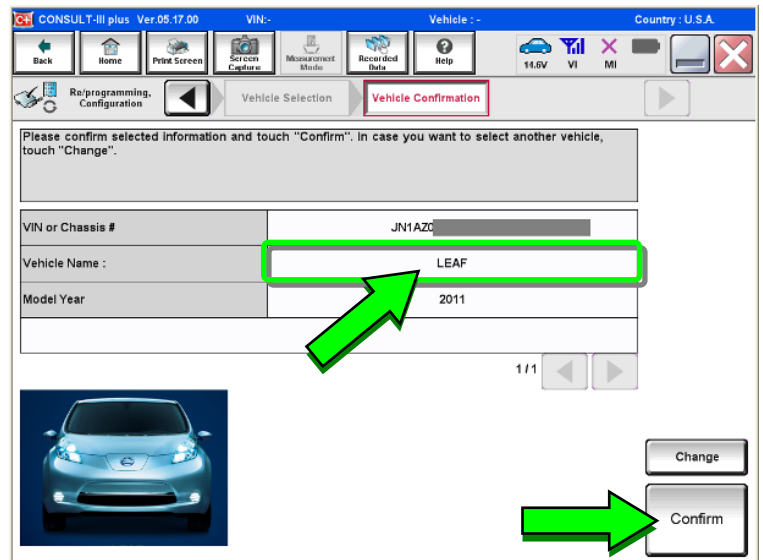 CONSULT-III plus Ver.05.17.00 VIN:- Vehicle : - Country : U.S.A.
Back Home Print Screen Screen Capture Measurement Mode Recorded Data Help 14.6V VI MI
Re/programming, Configuration Vehicle Selection Vehicle Confirmation
Please confirm selected information and touch "Confirm". In case you want to select another vehicle,
touch "Change".
VIN or Chassis # JN1AZ0
Vehicle Name : LEAF
Model Year 2011
1/1
Change
Confirm